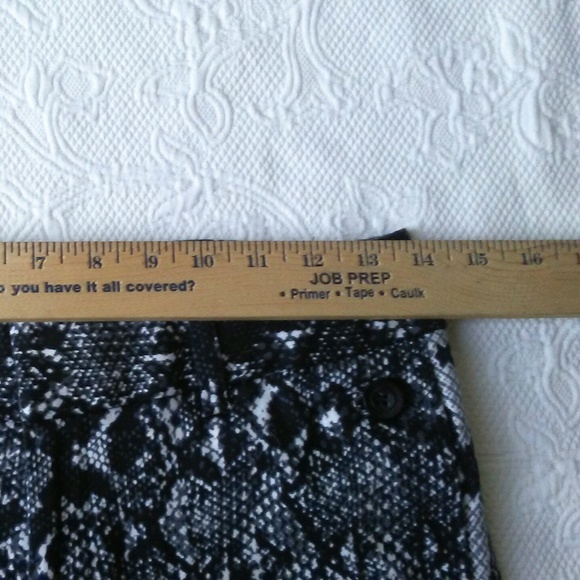 7 8 9 10 11 12 13 14 15 16
you have it all covered?
JOB PREP
• Primer • Tape • Caulk